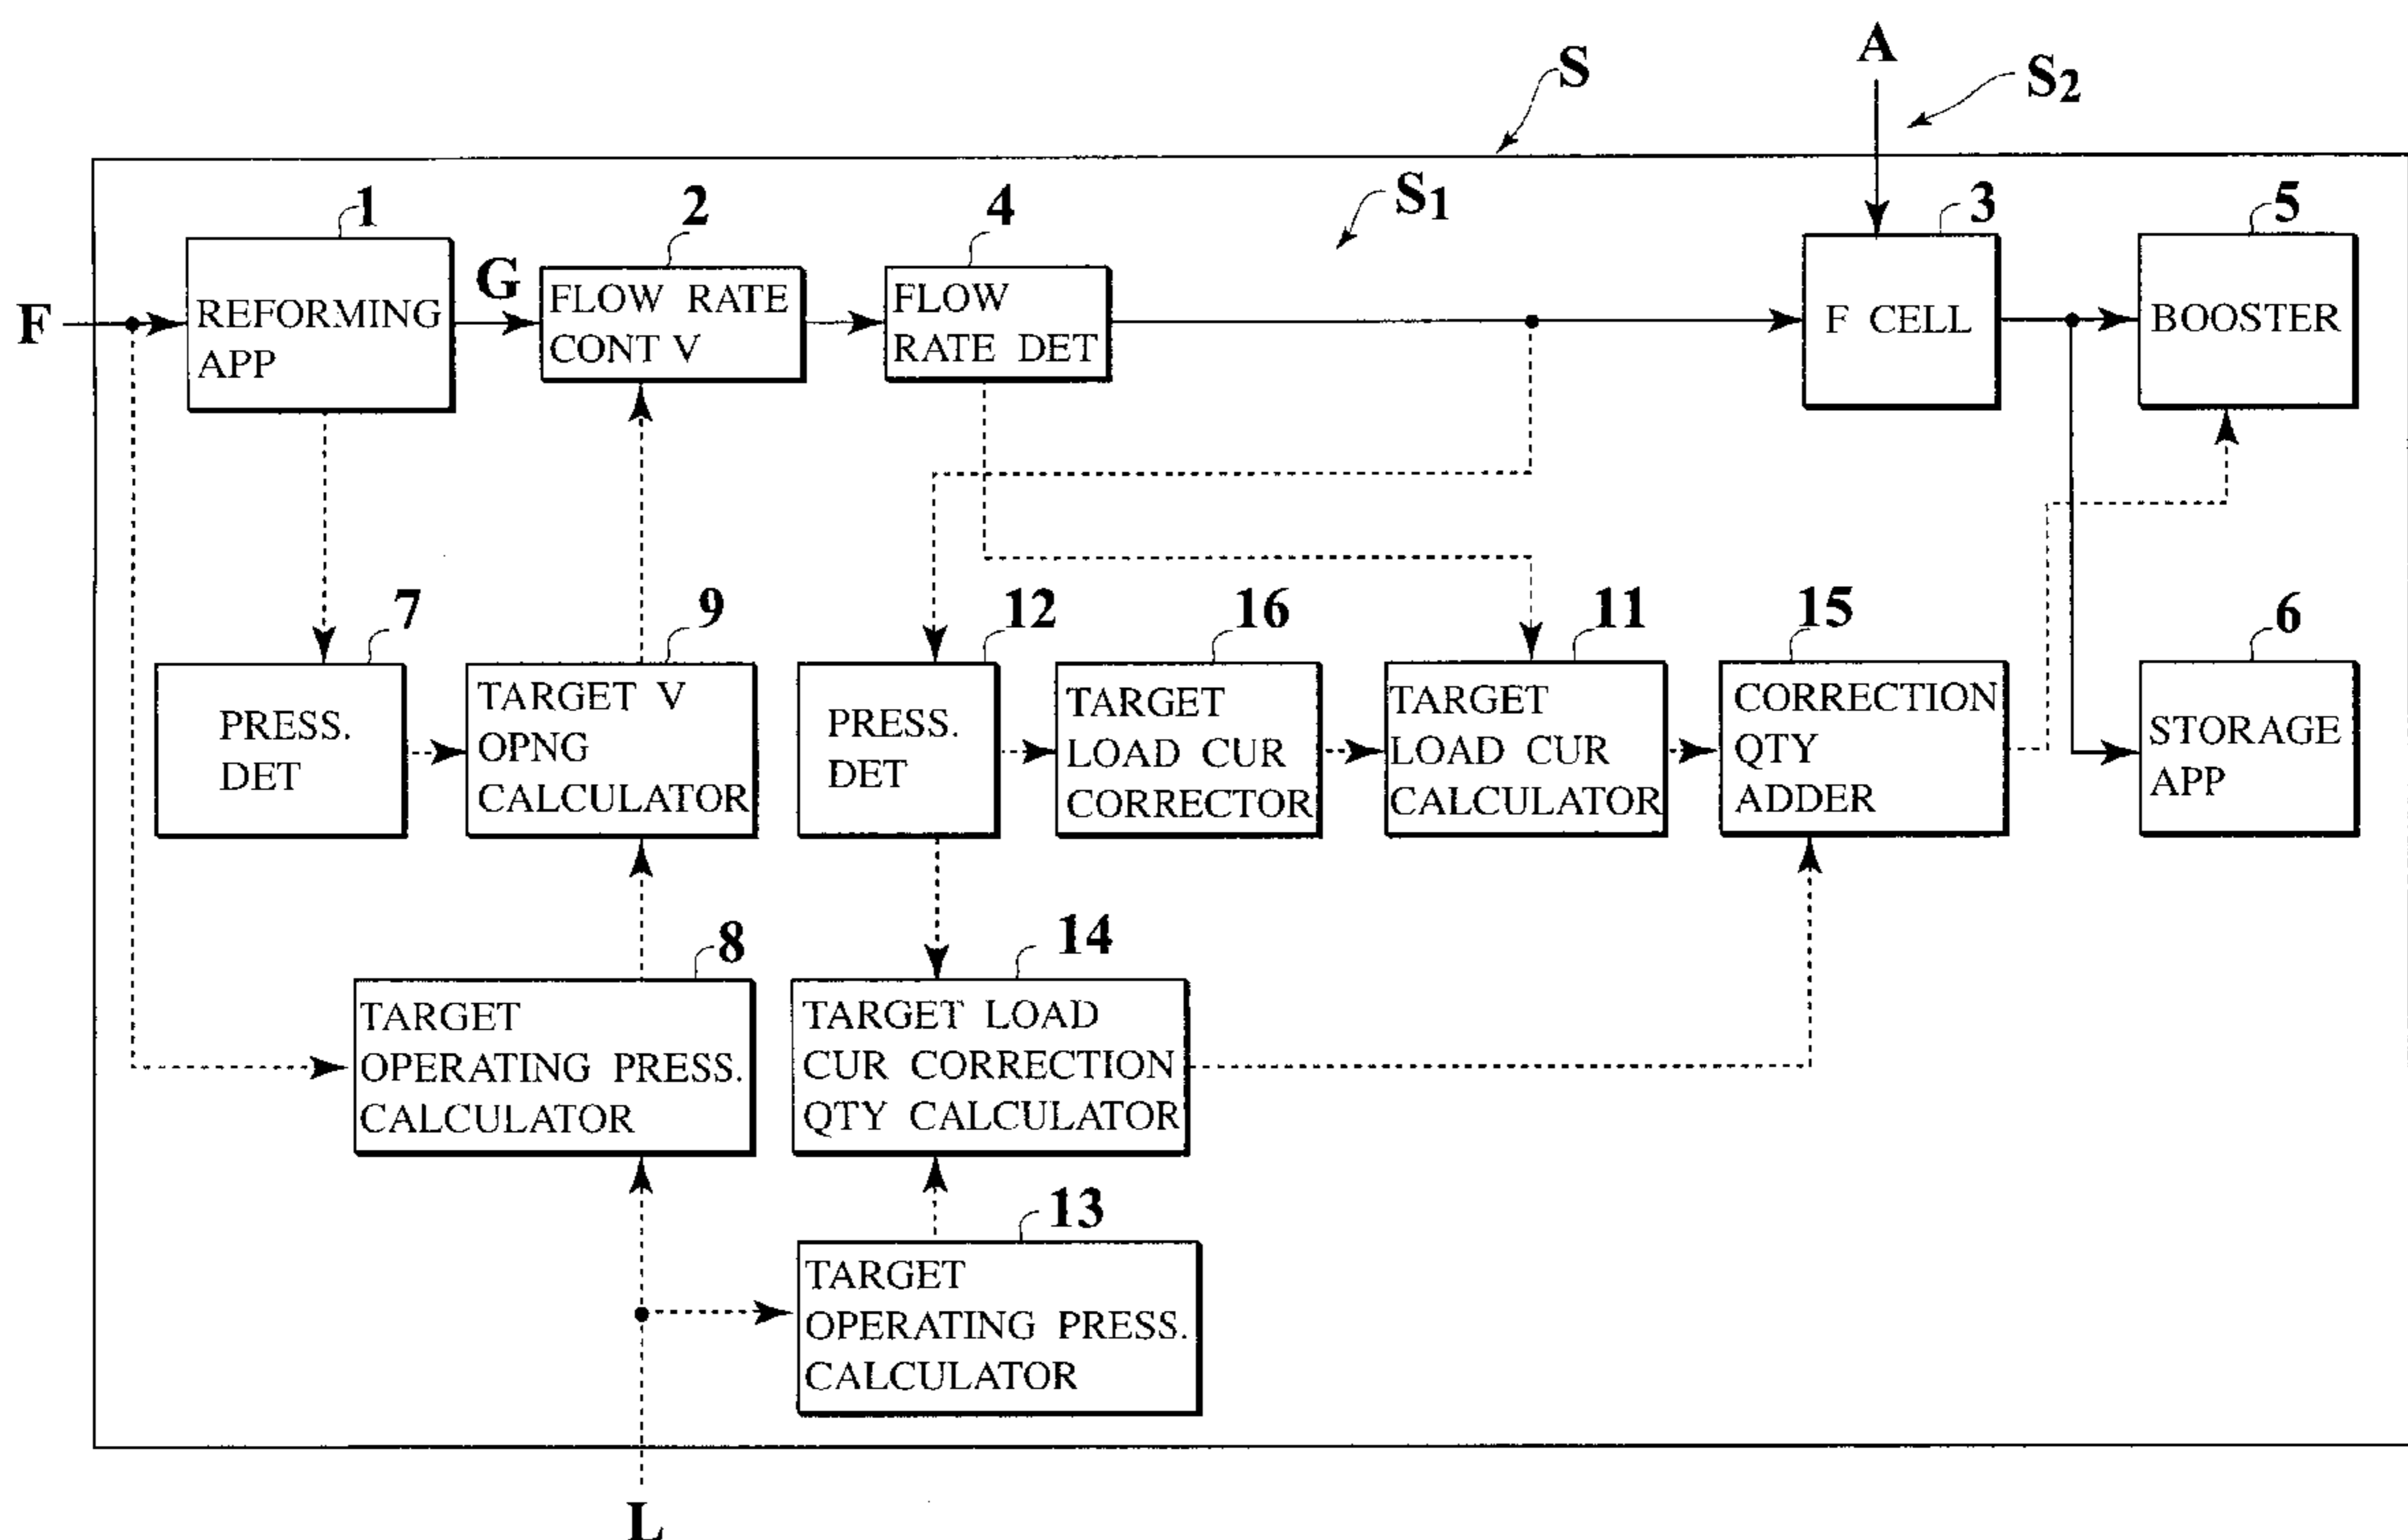 S
A
S2
1
2
4
S1
3
5
F
REFORMING
APP
G
FLOW RATE
CONT V
FLOW
RATE DET
F CELL
BOOSTER
7
9
12
16
11
15
6
PRESS.
DET
TARGET V
OPNG
CALCULATOR
PRESS.
DET
TARGET
LOAD CUR
CORRECTOR
TARGET
LOAD CUR
CALCULATOR
CORRECTION
QTY
ADDER
STORAGE
APP
8
14
TARGET
OPERATING PRESS.
CALCULATOR
TARGET LOAD
CUR CORRECTION
QTY CALCULATOR
13
TARGET
OPERATING PRESS.
CALCULATOR
L